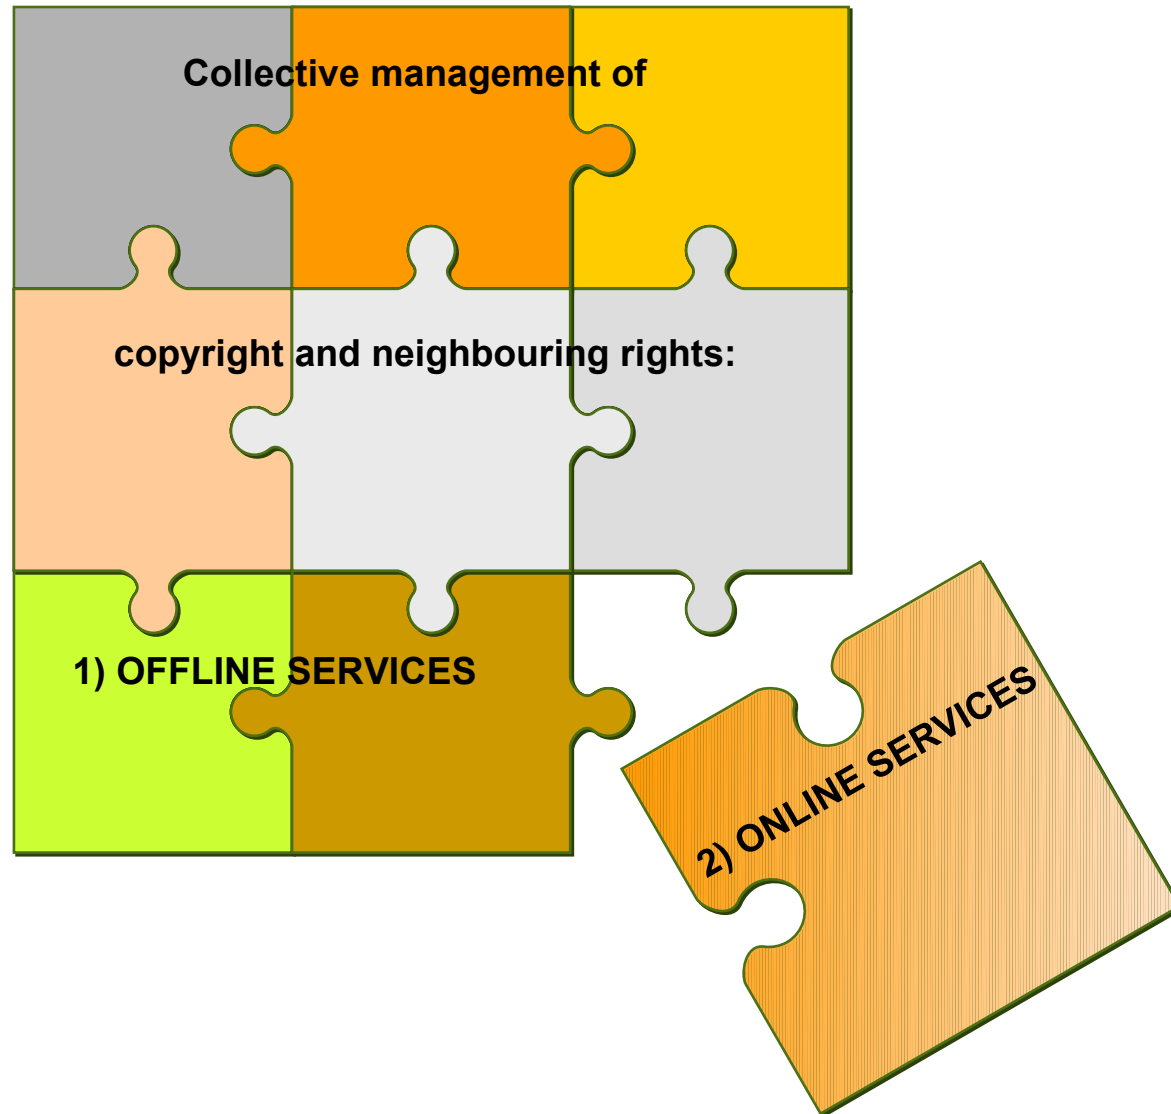 Collective management of
copyright and neighbouring rights:
1) OFFLINE SERVICES
2) ONLINE SERVICES